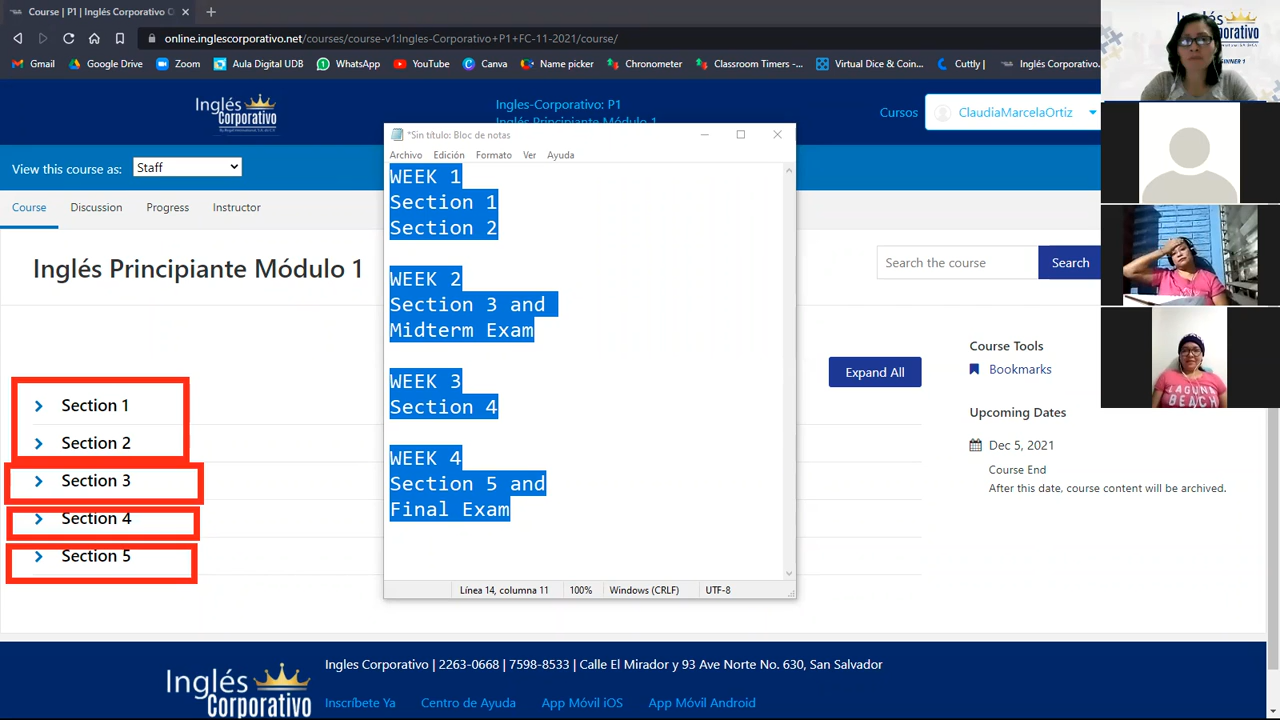 Course | P1 | Inglés Corporativo
online.inglescorporativo.net/courses/course-v1:Ingles-Corporativo+P1+FC-11-2021/course/
Gmail
Google Drive
Zoom
Aula Digital UDB
WhatsApp
YouTube
Canva
Name picker
Chronometer
Classroom Timers -...
Virtual Dice & Coin...
Cuttly |
Inglés Corporativo.
Inglés
Corporativo
Ingles-Corporativo: P1
Inglés Principiante Módulo 1
Cursos
ClaudiaMarcelaOrtiz
View this course as:
Staff
Course
Discussion
Progress
Instructor
Inglés Principiante Módulo 1
Search the course
Search
Expand All
Section 1
Section 2
Section 3
Section 4
Section 5
Course Tools
Bookmarks
Upcoming Dates
Dec 5, 2021
Course End
After this date, course content will be archived.
*Sin título: Bloc de notas
Archivo
Edición
Formato
Ver
Ayuda
WEEK 1
Section 1
Section 2
WEEK 2
Section 3 and
Midterm Exam
WEEK 3
Section 4
WEEK 4
Section 5 and
Final Exam
Línea 14, columna 11
100%
Windows (CRLF)
UTF-8
LAGUNA
BEACH
Inglés
Corporativo
Ingles Corporativo | 2263-0668 | 7598-8533 | Calle El Mirador y 93 Ave Norte No. 630, San Salvador
Inscríbete Ya
Centro de Ayuda
App Móvil iOS
App Móvil Android